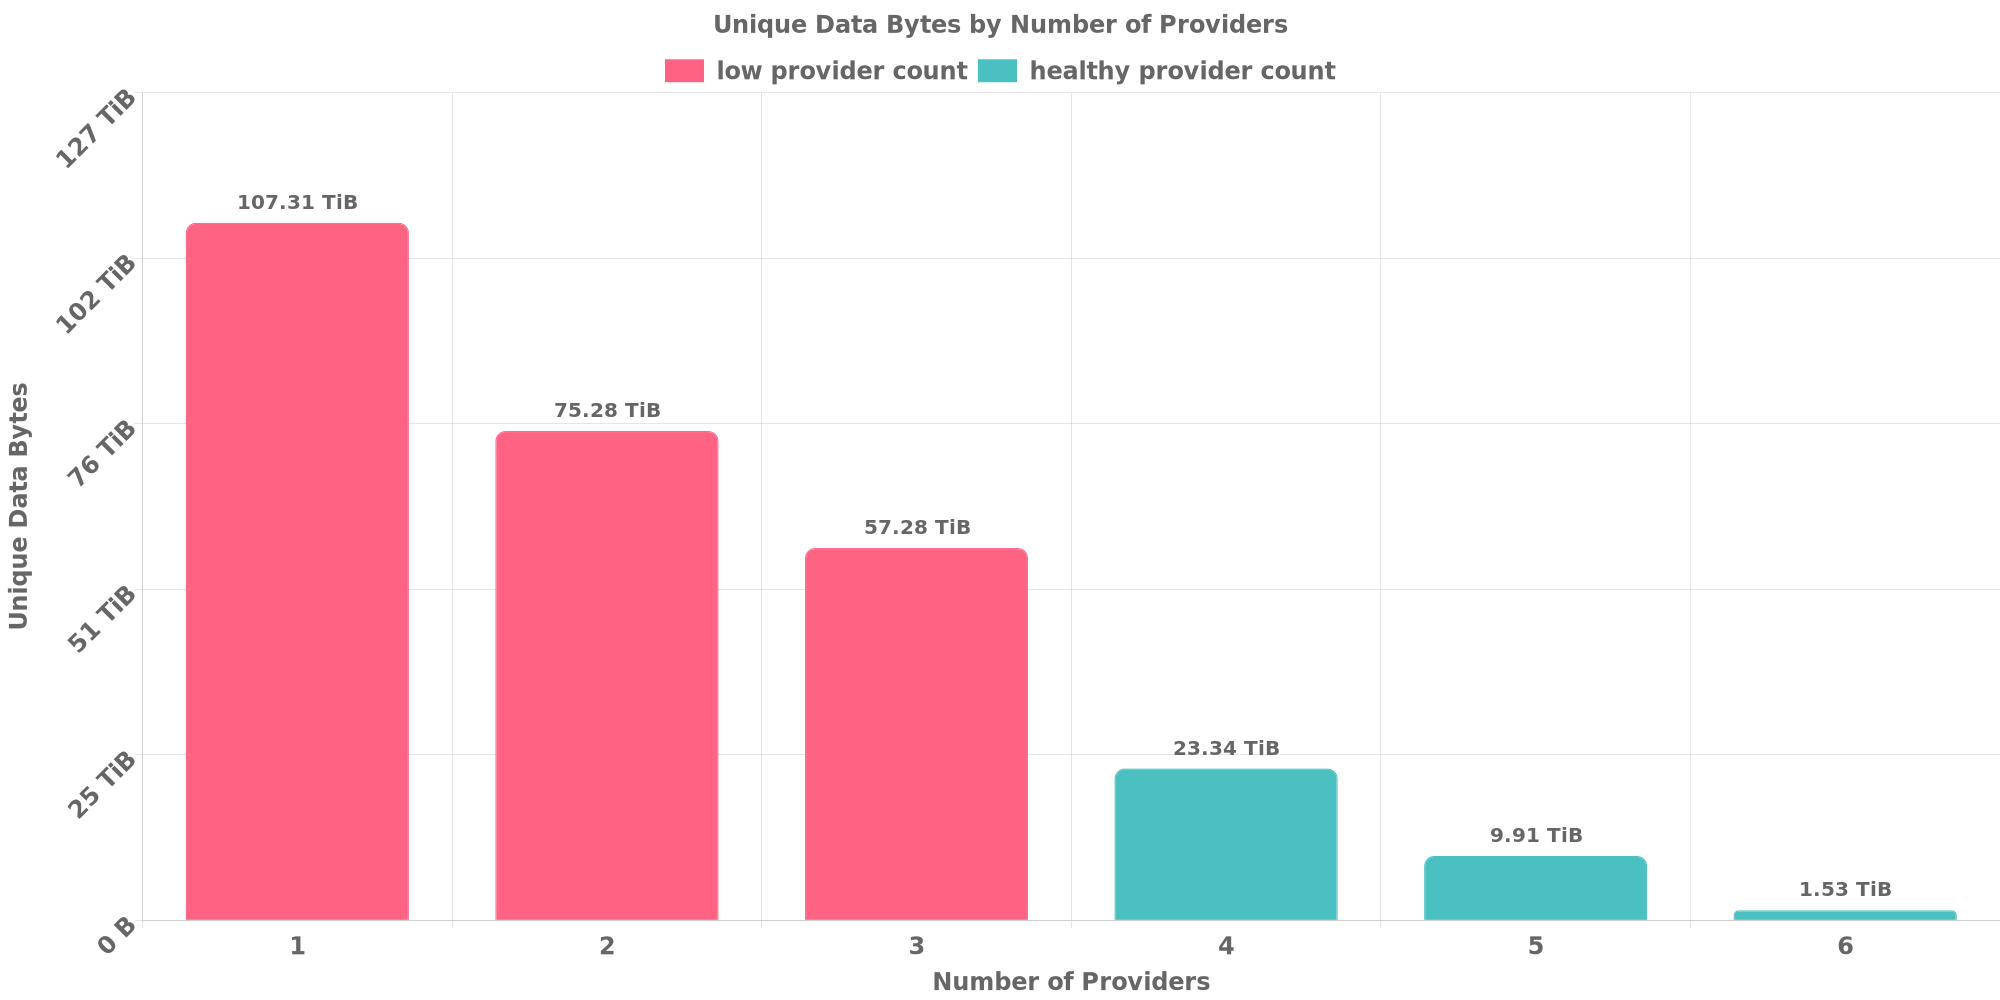 Unique Data Bytes by Number of Providers
low provider count healthy provider count
127 TiB
102 TiB
76 TiB
51 TiB
25 TiB
0 B
Unique Data Bytes
107.31 TiB
75.28 TiB
57.28 TiB
23.34 TiB
9.91 TiB
1.53 TiB
1 2 3 4 5 6
Number of Providers